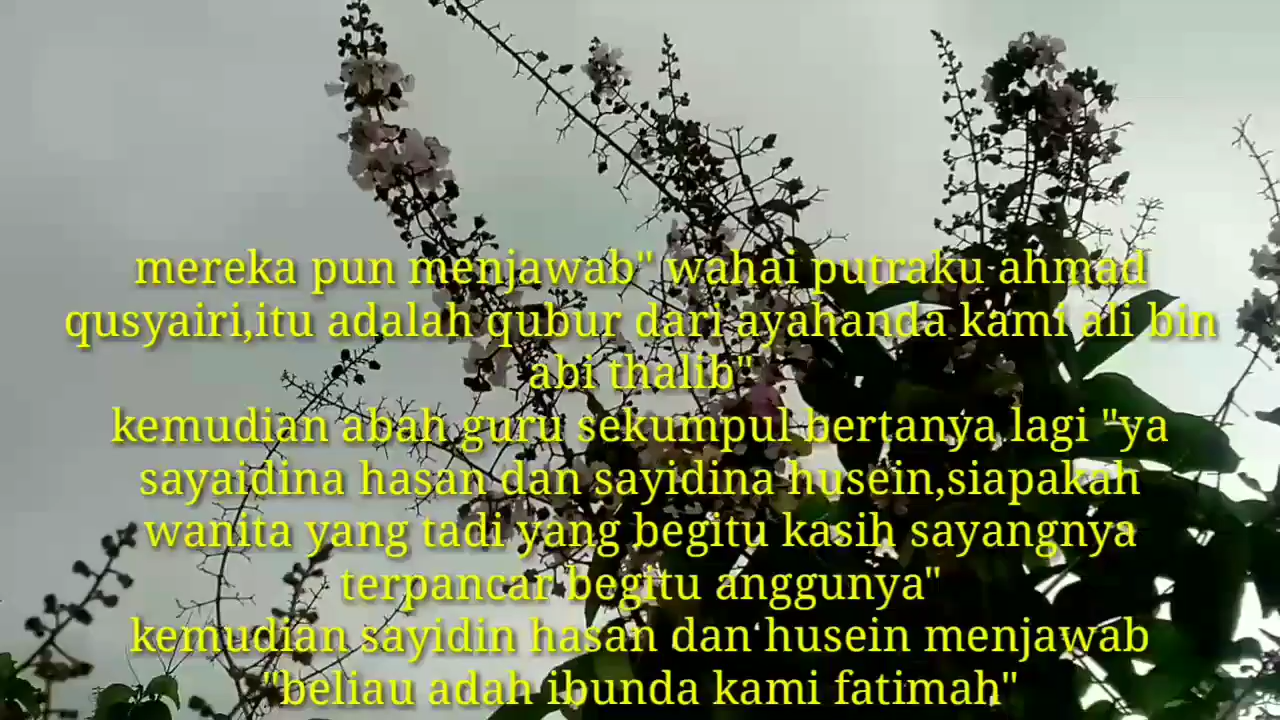 mereka pun menjawab" wahai putraku ahmad
qusyairi,itu adalah qubur dari ayahanda kami ali bin
abi thalib"
kemudian abah guru sekumpul bertanya lagi "ya
sayaidina hasan dan sayidina husein,siapakah
wanita yang tadi yang begitu kasih sayangnya
terpancar begitu anggunya"
kemudian sayidin hasan dan husein menjawab
"beliau adah ibunda kami fatimah"